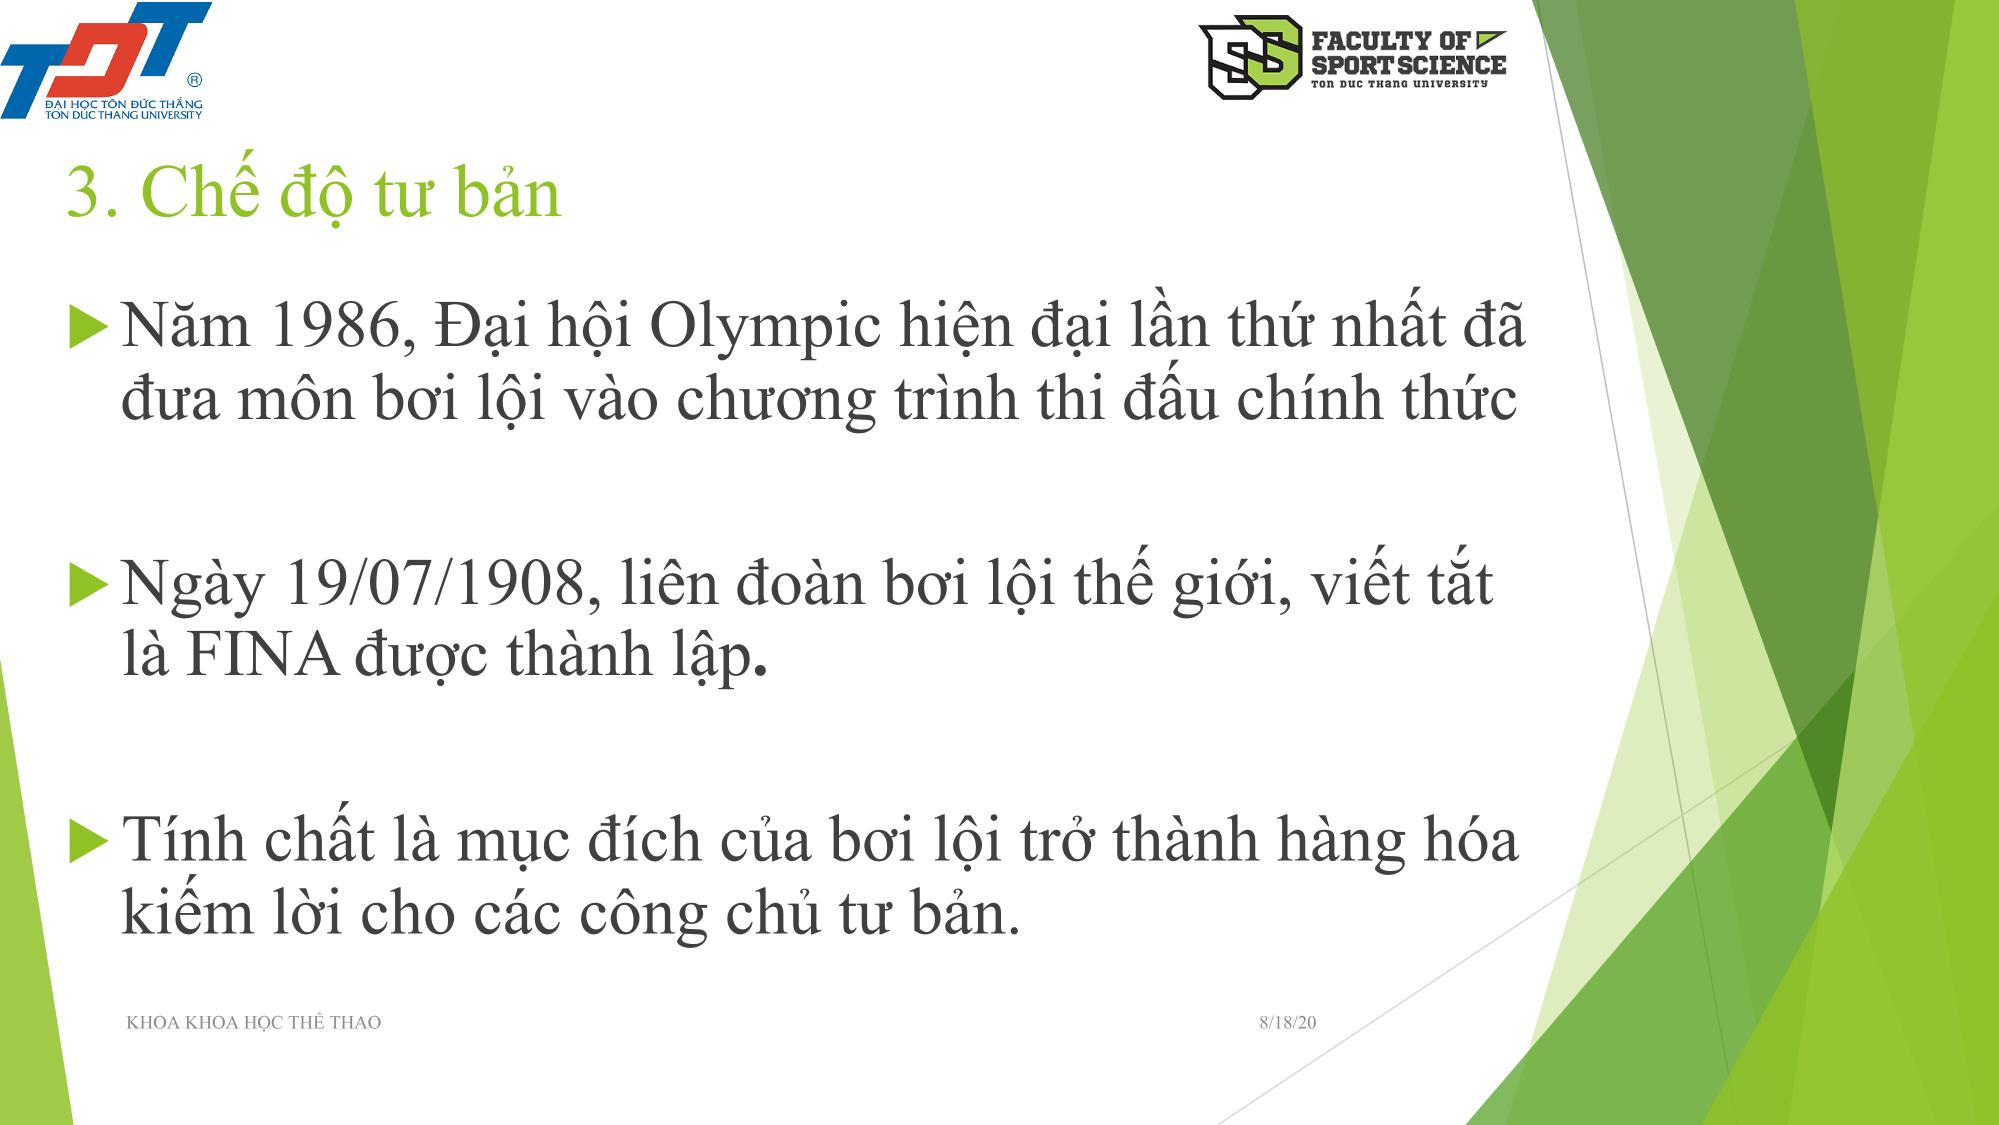 TDT
®
ĐẠI HỌC TÔN ĐỨC THẮNG
TON DUC THANG UNIVERSITY
FACULTY OF
SPORT SCIENCE
TON DUC THANG UNIVERSITY
3. Chế độ tư bản
Năm 1986, Đại hội Olympic hiện đại lần thứ nhất đã
đưa môn bơi lội vào chương trình thi đấu chính thức
Ngày 19/07/1908, liên đoàn bơi lội thế giới, viết tắt
là FINA được thành lập.
Tính chất là mục đích của bơi lội trở thành hàng hóa
kiếm lời cho các công chủ tư bản.
KHOA KHOA HỌC THỂ THAO
8/18/20